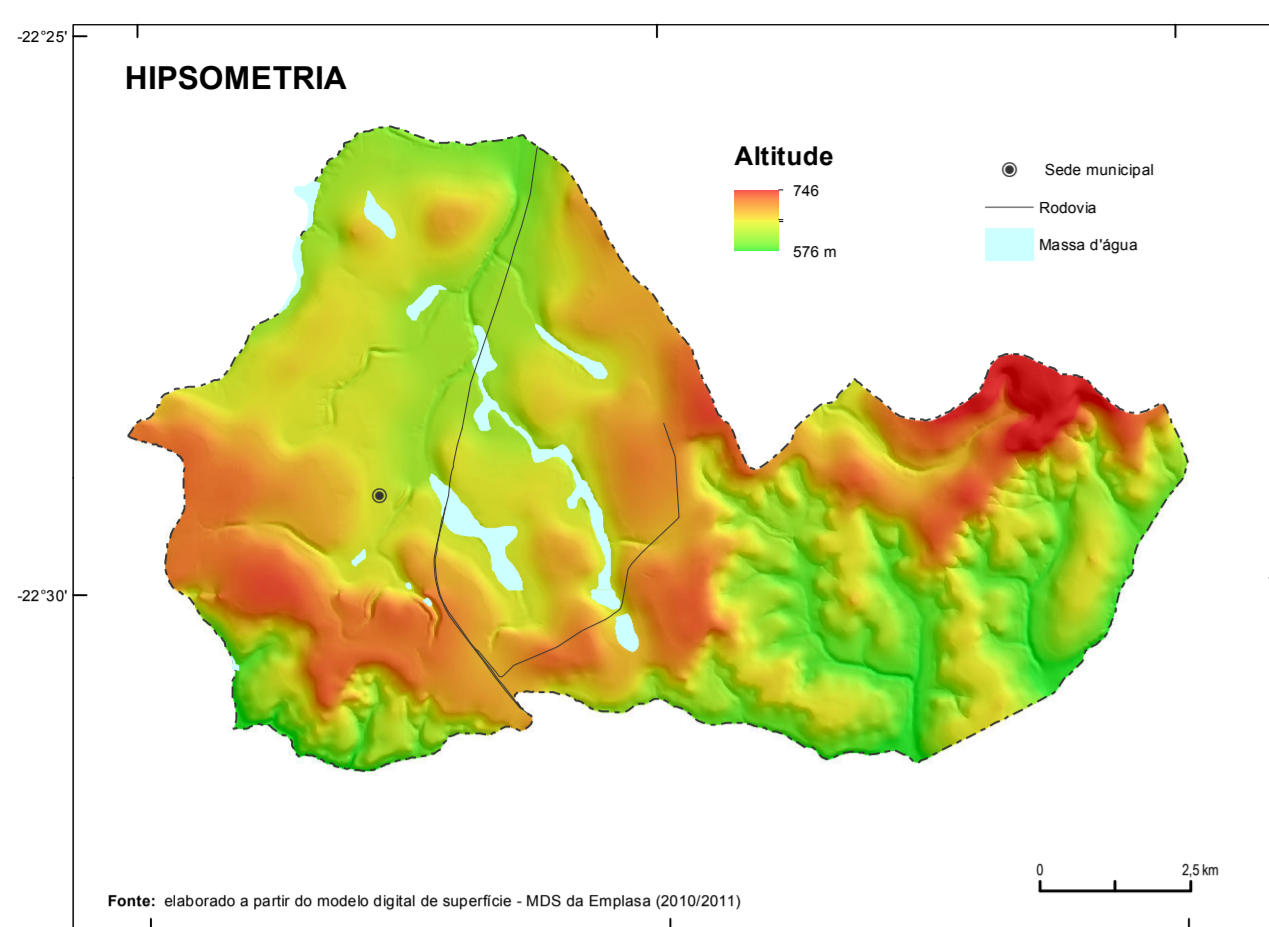 -22°25'
HIPSOMETRIA
Altitude
746
576 m
Sede municipal
Rodovia
Massa d'água
-22°30'
0 2,5 km
Fonte: elaborado a partir do modelo digital de superfície - MDS da Emplasa (2010/2011)